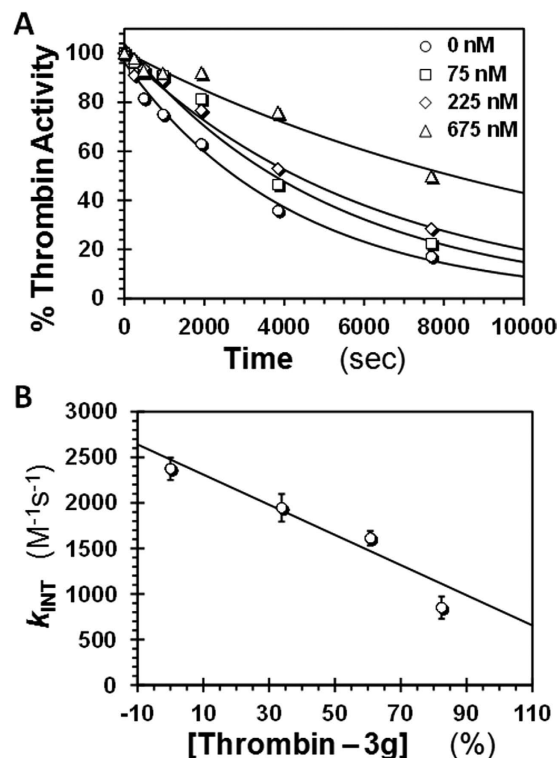 A
100
80
60
40
20
0
% Thrombin Activity
0 nM
75 nM
225 nM
675 nM
0 2000 4000 6000 8000 10000
Time (sec)
B
3000
2500
2000
1500
1000
500
0
k_INT (M⁻¹s⁻¹)
-10 10 30 50 70 90 110
[Thrombin – 3g] (%)